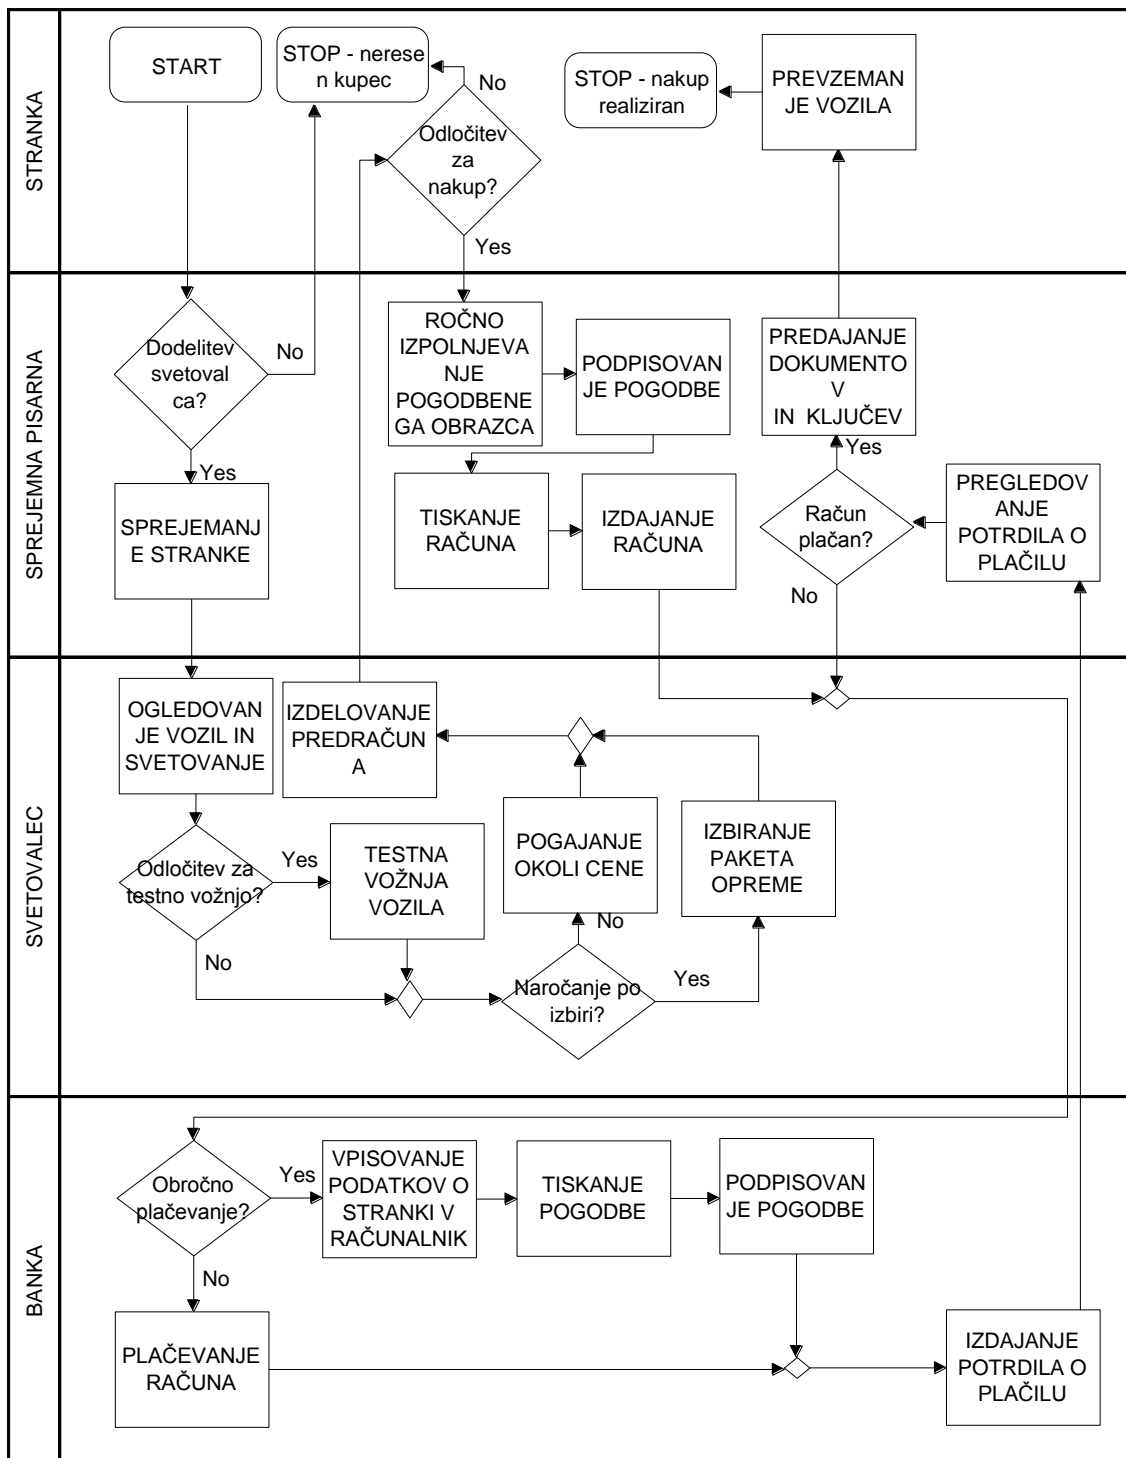 STRANKA
START
STOP - nerese
n kupec
No
Odločitev
za
nakup?
Yes
STOP - nakup
realiziran
PREVZEMAN
JE VOZILA
SPREJEMNA PISARNA
Dodelitev
svetoval
ca?
No
Yes
SPREJEMANJ
E STRANKE
ROČNO
IZPOLNJEVA
NJE
POGODBENE
GA OBRAZCA
PODPISOVAN
JE POGODBE
TISKANJE
RAČUNA
IZDAJANJE
RAČUNA
PREDAJANJE
DOKUMENTO
V
IN KLJUČEV
Yes
Račun
plačan?
No
PREGLEDOV
ANJE
POTRDILA O
PLAČILU
SVETOVALEC
OGLEDOVAN
JE VOZIL IN
SVETOVANJE
IZDELOVANJE
PREDRAČUN
A
Odločitev za
testno vožnjo?
Yes
No
TESTNA
VOŽNJA
VOZILA
POGAJANJE
OKOLI CENE
No
IZBIRANJE
PAKETA
OPREME
Naročanje po
izbiri?
Yes
BANKA
Obročno
plačevanje?
Yes
No
VPISOVANJE
PODATKOV O
STRANKI V
RAČUNALNIK
TISKANJE
POGODBE
PODPISOVAN
JE POGODBE
PLAČEVANJE
RAČUNA
IZDAJANJE
POTRDILA O
PLAČILU